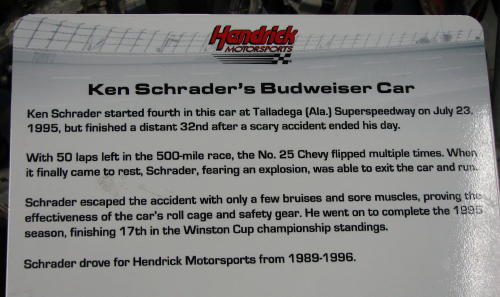 Hendrick
MOTORSPORTS
Ken Schrader's Budweiser Car
Ken Schrader started fourth in this car at Talladega (Ala.) Superspeedway on July 23,
1995, but finished a distant 32nd after a scary accident ended his day.
With 50 laps left in the 500-mile race, the No. 25 Chevy flipped multiple times. When
it finally came to rest, Schrader, fearing an explosion, was able to exit the car and run.
Schrader escaped the accident with only a few bruises and sore muscles, proving the
effectiveness of the car's roll cage and safety gear. He went on to complete the 1995
season, finishing 17th in the Winston Cup championship standings.
Schrader drove for Hendrick Motorsports from 1989-1996.